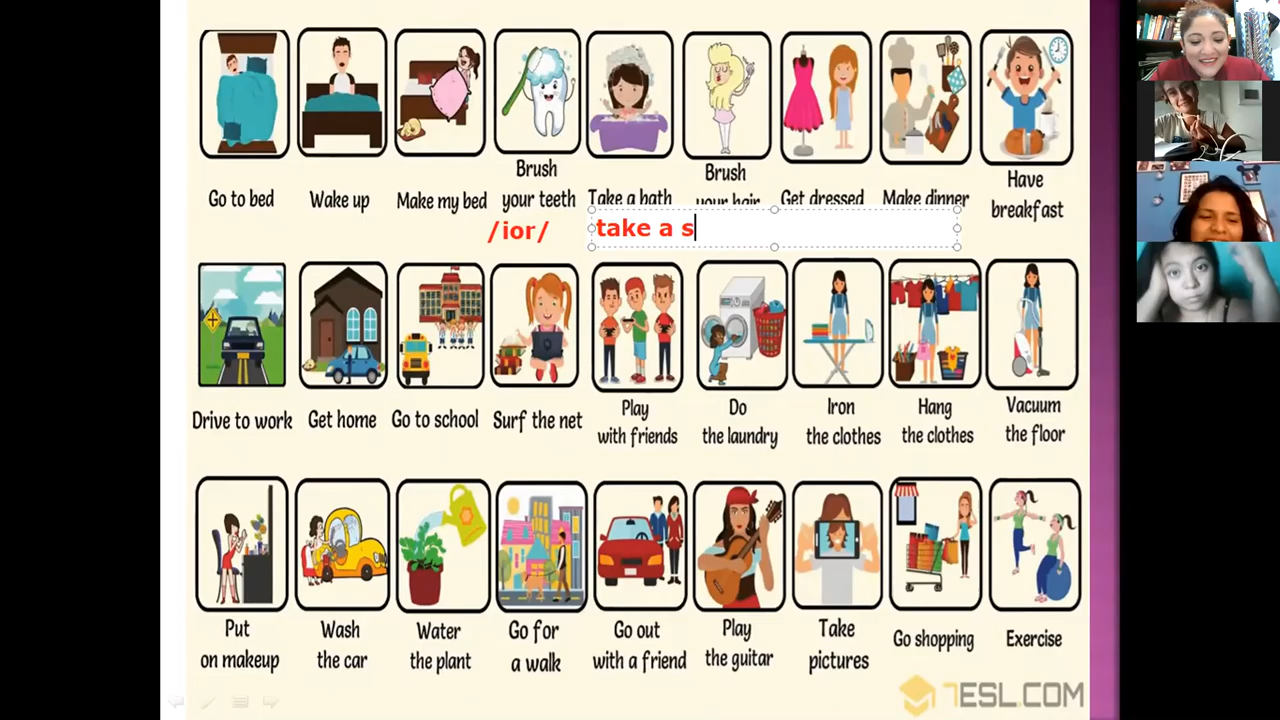 Go to bed
Wake up
Make my bed
Brush
your teeth
Take a bath
Brush
your hair
Get dressed
Make dinner
Have
breakfast
/ior/
take a s
Drive to work
Get home
Go to school
Surf the net
Play
with friends
Do
the laundry
Iron
the clothes
Hang
the clothes
Vacuum
the floor
Put
on makeup
Wash
the car
Water
the plant
Go for
a walk
Go out
with a friend
Play
the guitar
Take
pictures
Go shopping
Exercise
7ESL.COM